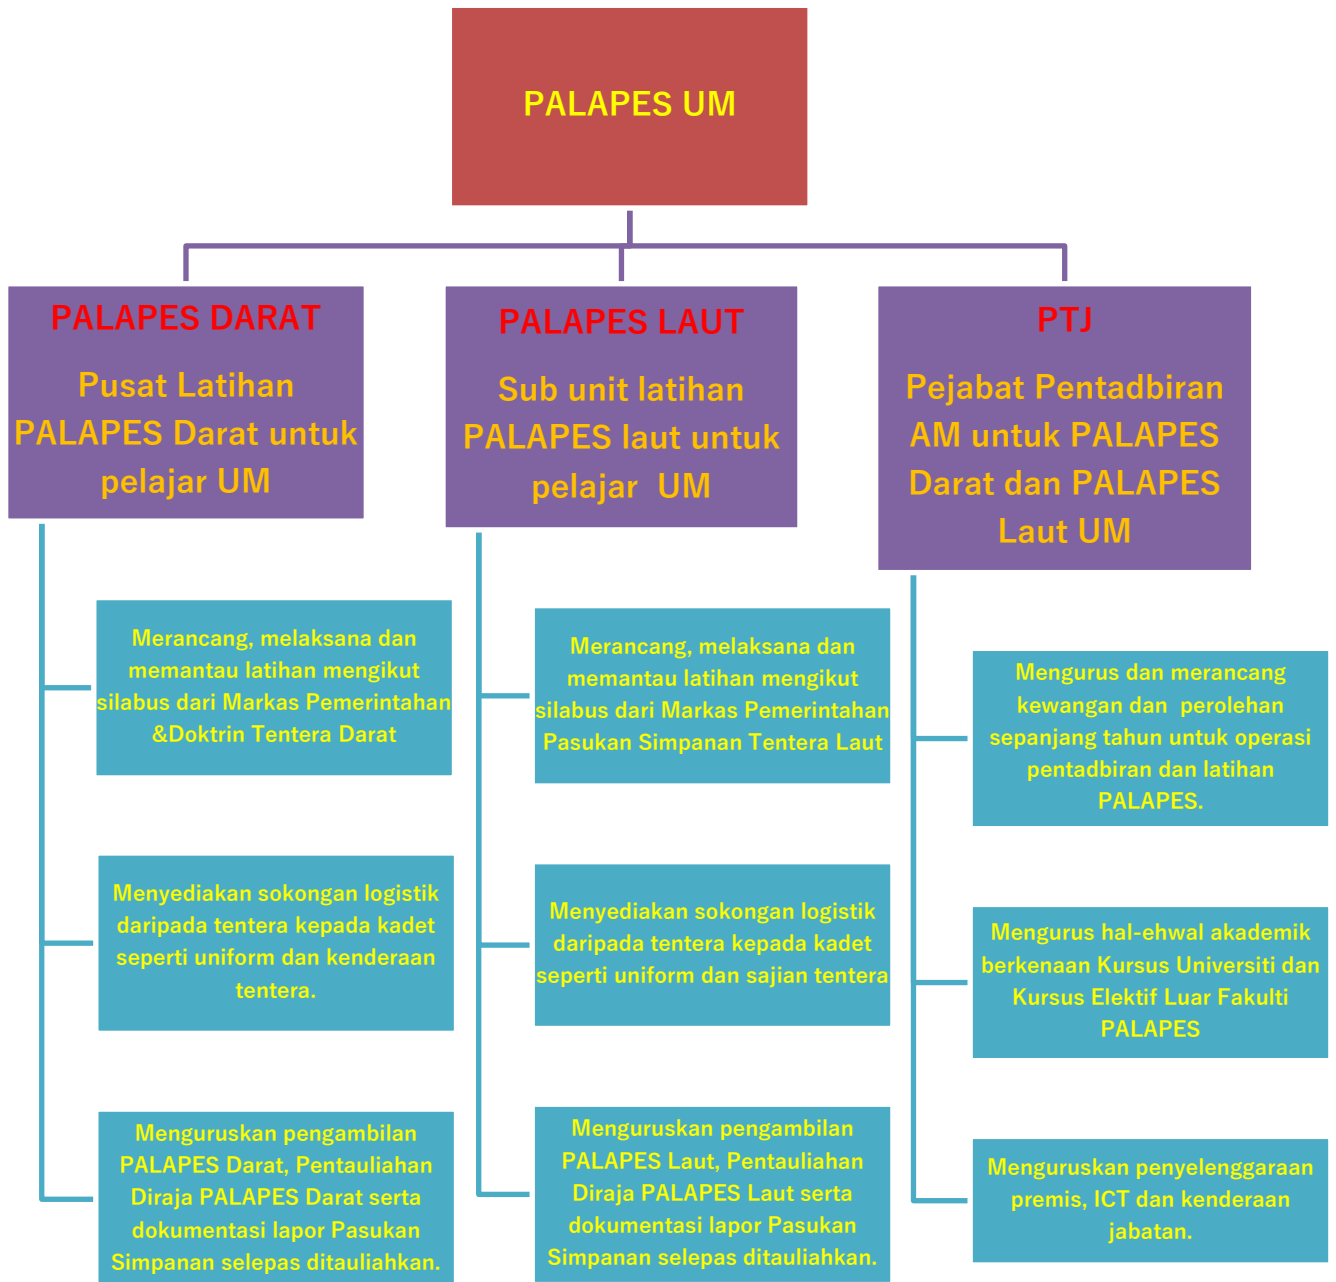 PALAPES UM
PALAPES DARAT
Pusat Latihan
PALAPES Darat untuk
pelajar UM
Merancang, melaksana dan
memantau latihan mengikut
silabus dari Markas Pemerintahan
&Doktrin Tentera Darat
Menyediakan sokongan logistik
daripada tentera kepada kadet
seperti uniform dan kenderaan
tentera.
Menguruskan pengambilan
PALAPES Darat, Pentauliahan
Diraja PALAPES Darat serta
dokumentasi lapor Pasukan
Simpanan selepas ditauliahkan.
PALAPES LAUT
Sub unit latihan
PALAPES laut untuk
pelajar UM
Merancang, melaksana dan
memantau latihan mengikut
silabus dari Markas Pemerintahan
Pasukan Simpanan Tentera Laut
Menyediakan sokongan logistik
daripada tentera kepada kadet
seperti uniform dan sajian tentera
Menguruskan pengambilan
PALAPES Laut, Pentauliahan
Diraja PALAPES Laut serta
dokumentasi lapor Pasukan
Simpanan selepas ditauliahkan.
PTJ
Pejabat Pentadbiran
AM untuk PALAPES
Darat dan PALAPES
Laut UM
Mengurus dan merancang
kewangan dan perolehan
sepanjang tahun untuk operasi
pentadbiran dan latihan
PALAPES.
Mengurus hal-ehwal akademik
berkenaan Kursus Universiti dan
Kursus Elektif Luar Fakulti
PALAPES
Menguruskan penyelenggaraan
premis, ICT dan kenderaan
jabatan.